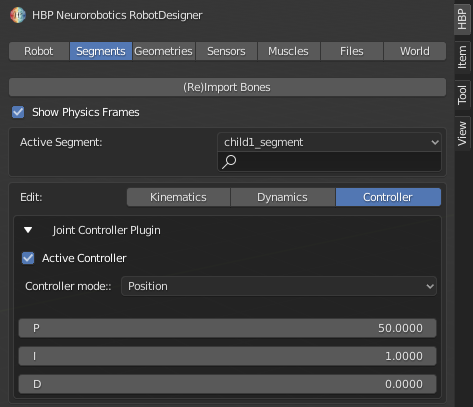 HBP Neurorobotics RobotDesigner
Robot Segments Geometries Sensors Muscles Files World
(Re)Import Bones
Show Physics Frames
Active Segment: child1_segment
Edit: Kinematics Dynamics Controller
Joint Controller Plugin
Active Controller
Controller mode:: Position
P 50.0000
I 1.0000
D 0.0000
HBP
Item
Tool
View